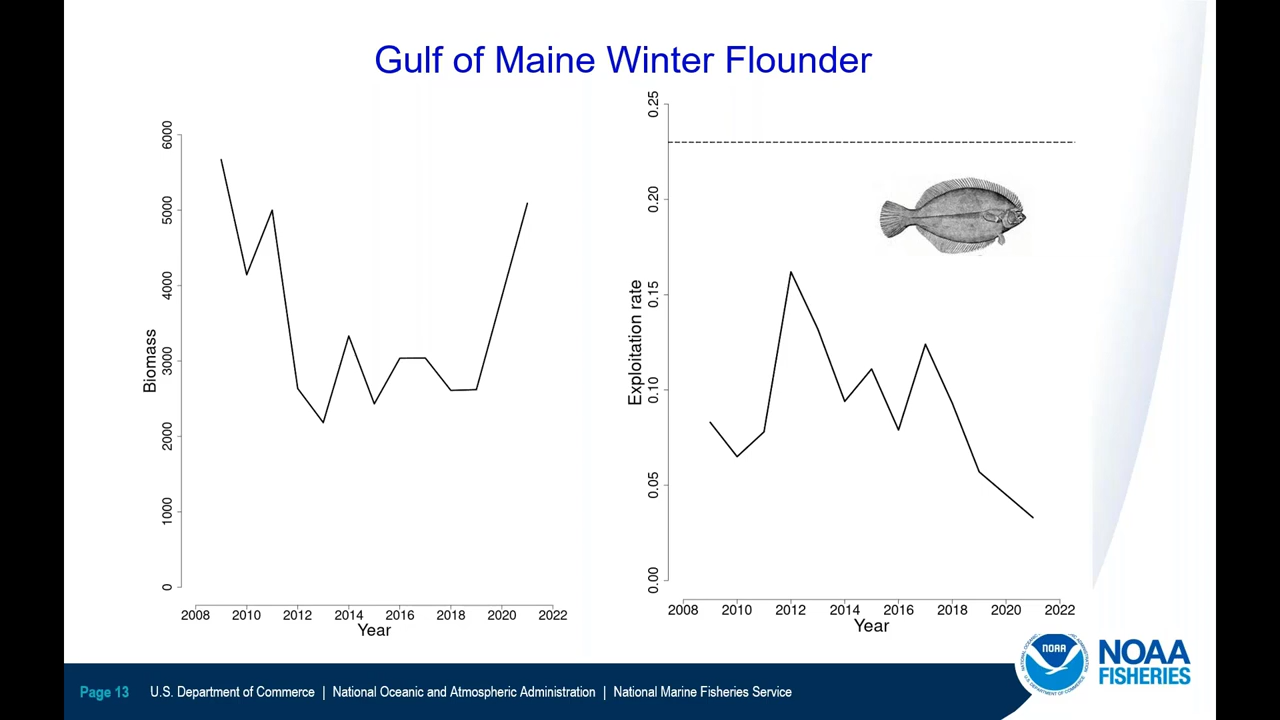 Gulf of Maine Winter Flounder
Biomass
6000
5000
4000
3000
2000
1000
0
2008 2010 2012 2014 2016 2018 2020 2022
Year
Exploitation rate
0.25
0.20
0.15
0.10
0.05
0.00
2008 2010 2012 2014 2016 2018 2020 2022
Year
NOAA
NOAA
FISHERIES
Page 13 U.S. Department of Commerce | National Oceanic and Atmospheric Administration | National Marine Fisheries Service